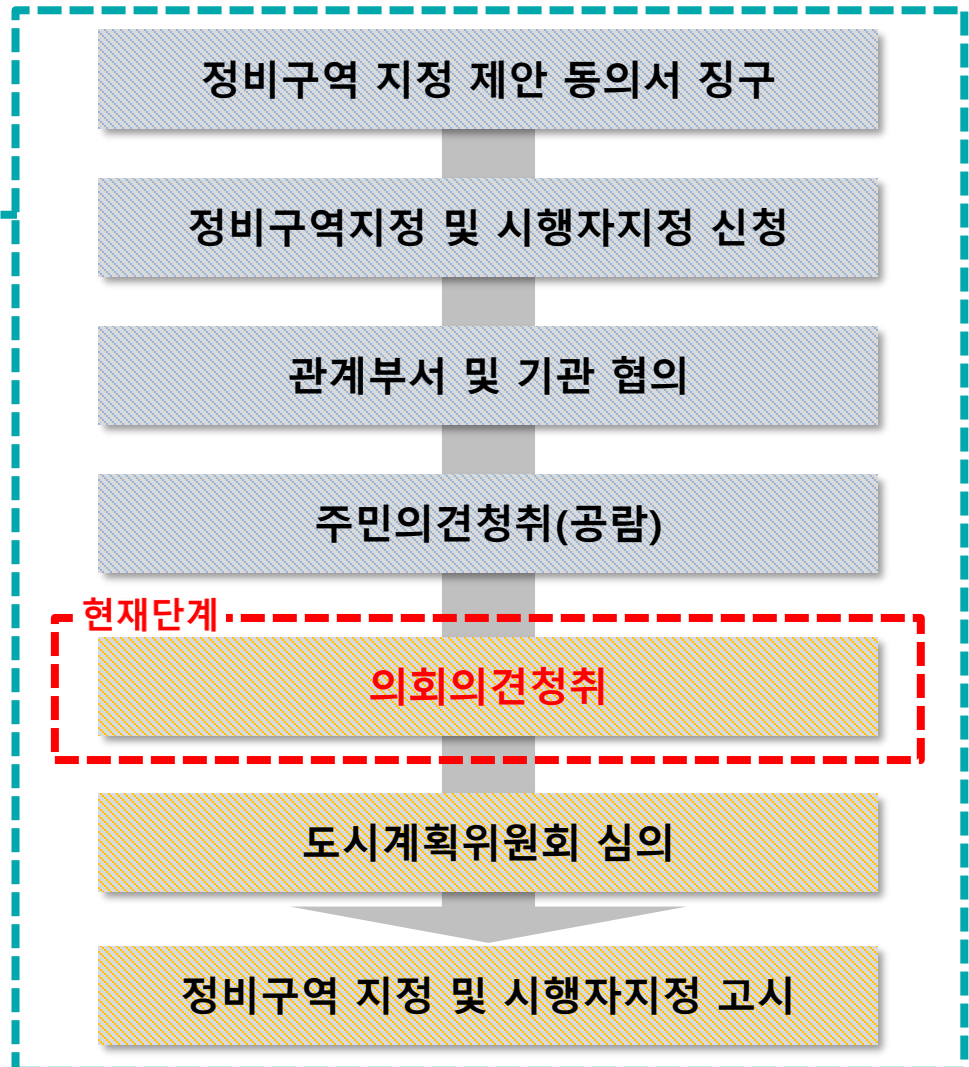 정비구역 지정 제안 동의서 징구
정비구역지정 및 시행자지정 신청
관계부서 및 기관 협의
주민의견청취(공람)
현재단계
의회의견청취
도시계획위원회 심의
정비구역 지정 및 시행자지정 고시